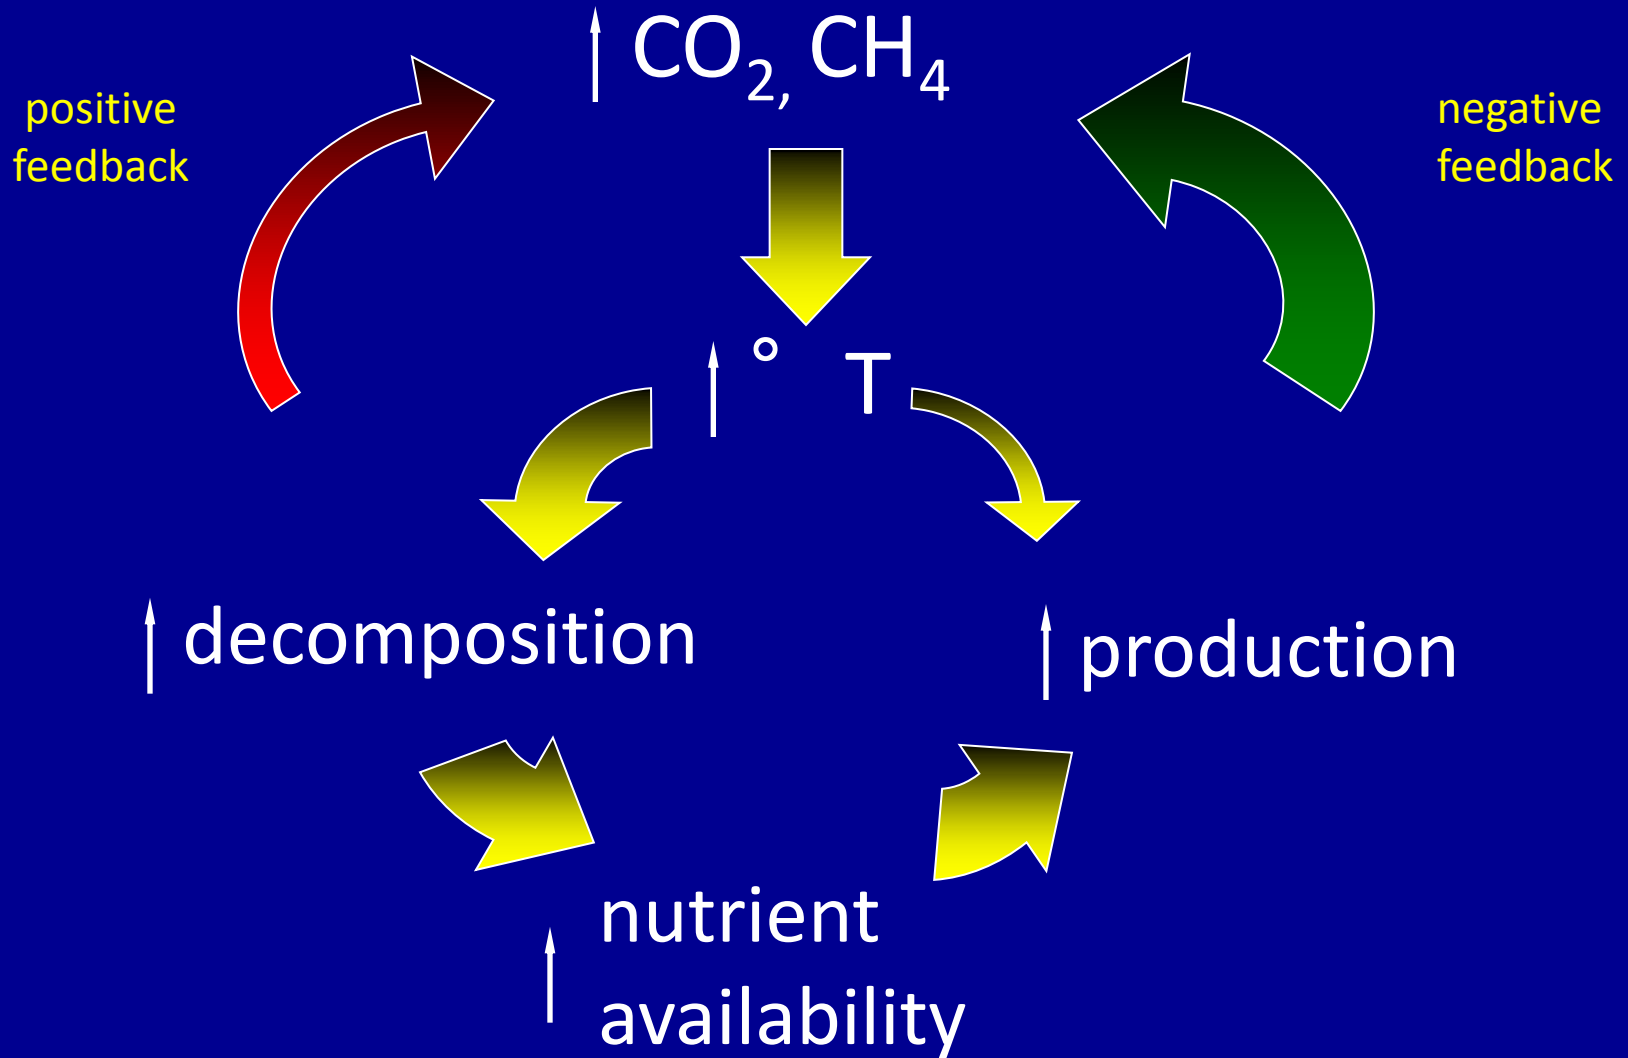 ↑ CO₂, CH₄
positive
feedback
negative
feedback
↑ ° T
↑ decomposition
↑ production
↑ nutrient
availability